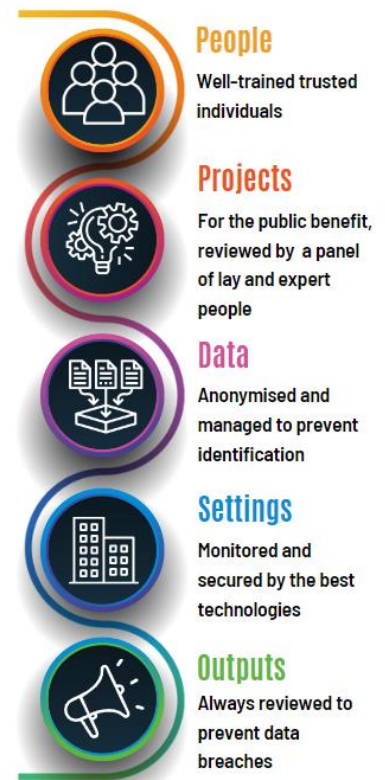 People
Well-trained trusted
individuals
Projects
For the public benefit,
reviewed by a panel
of lay and expert
people
Data
Anonymised and
managed to prevent
identification
Settings
Monitored and
secured by the best
technologies
Outputs
Always reviewed to
prevent data
breaches